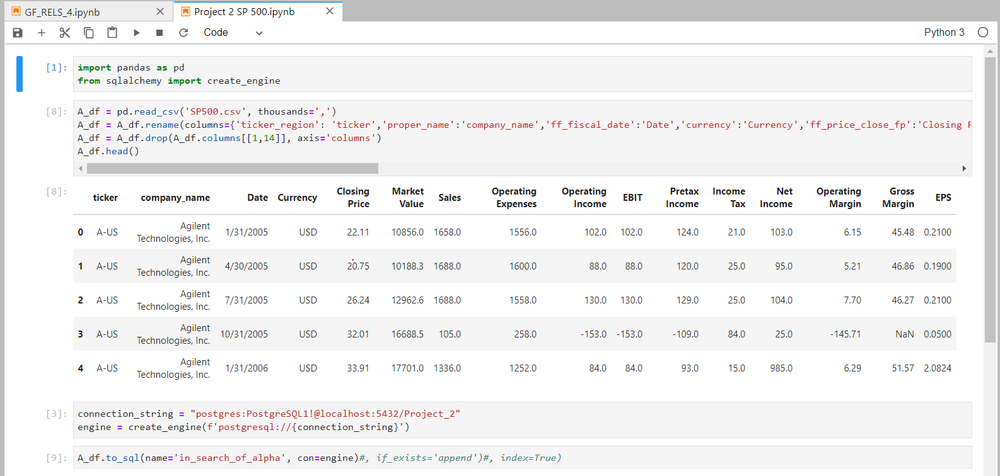 GF_RELS_4.ipynb
Project 2 SP 500.ipynb
Code
Python 3
[1]:
import pandas as pd
from sqlalchemy import create_engine
[8]:
A_df = pd.read_csv('SP500.csv', thousands=',')
A_df = A_df.rename(columns={'ticker_region': 'ticker','proper_name':'company_name','ff_fiscal_date':'Date','currency':'Currency','ff_price_close_fp':'Closing P
A_df = A_df.drop(A_df.columns[[1,14]], axis='columns')
A_df.head()
[8]:
ticker company_name Date Currency Closing Price Market Value Sales Operating Expenses Operating Income EBIT Pretax Income Income Tax Net Income Operating Margin Gross Margin EPS
0 A-US Agilent Technologies, Inc. 1/31/2005 USD 22.11 10856.0 1658.0 1556.0 102.0 102.0 124.0 21.0 103.0 6.15 45.48 0.2100
1 A-US Agilent Technologies, Inc. 4/30/2005 USD 20.75 10188.3 1688.0 1600.0 88.0 88.0 120.0 25.0 95.0 5.21 46.86 0.1900
2 A-US Agilent Technologies, Inc. 7/31/2005 USD 26.24 12962.6 1688.0 1558.0 130.0 130.0 129.0 25.0 104.0 7.70 46.27 0.2100
3 A-US Agilent Technologies, Inc. 10/31/2005 USD 32.01 16688.5 105.0 258.0 -153.0 -153.0 -109.0 84.0 25.0 -145.71 NaN 0.0500
4 A-US Agilent Technologies, Inc. 1/31/2006 USD 33.91 17701.0 1336.0 1252.0 84.0 84.0 93.0 15.0 985.0 6.29 51.57 2.0824
[3]:
connection_string = "postgres:PostgreSQL1!@localhost:5432/Project_2"
engine = create_engine(f'postgresql://{connection_string}')
[9]:
A_df.to_sql(name='in_search_of_alpha', con=engine)#, if_exists='append')#, index=True)